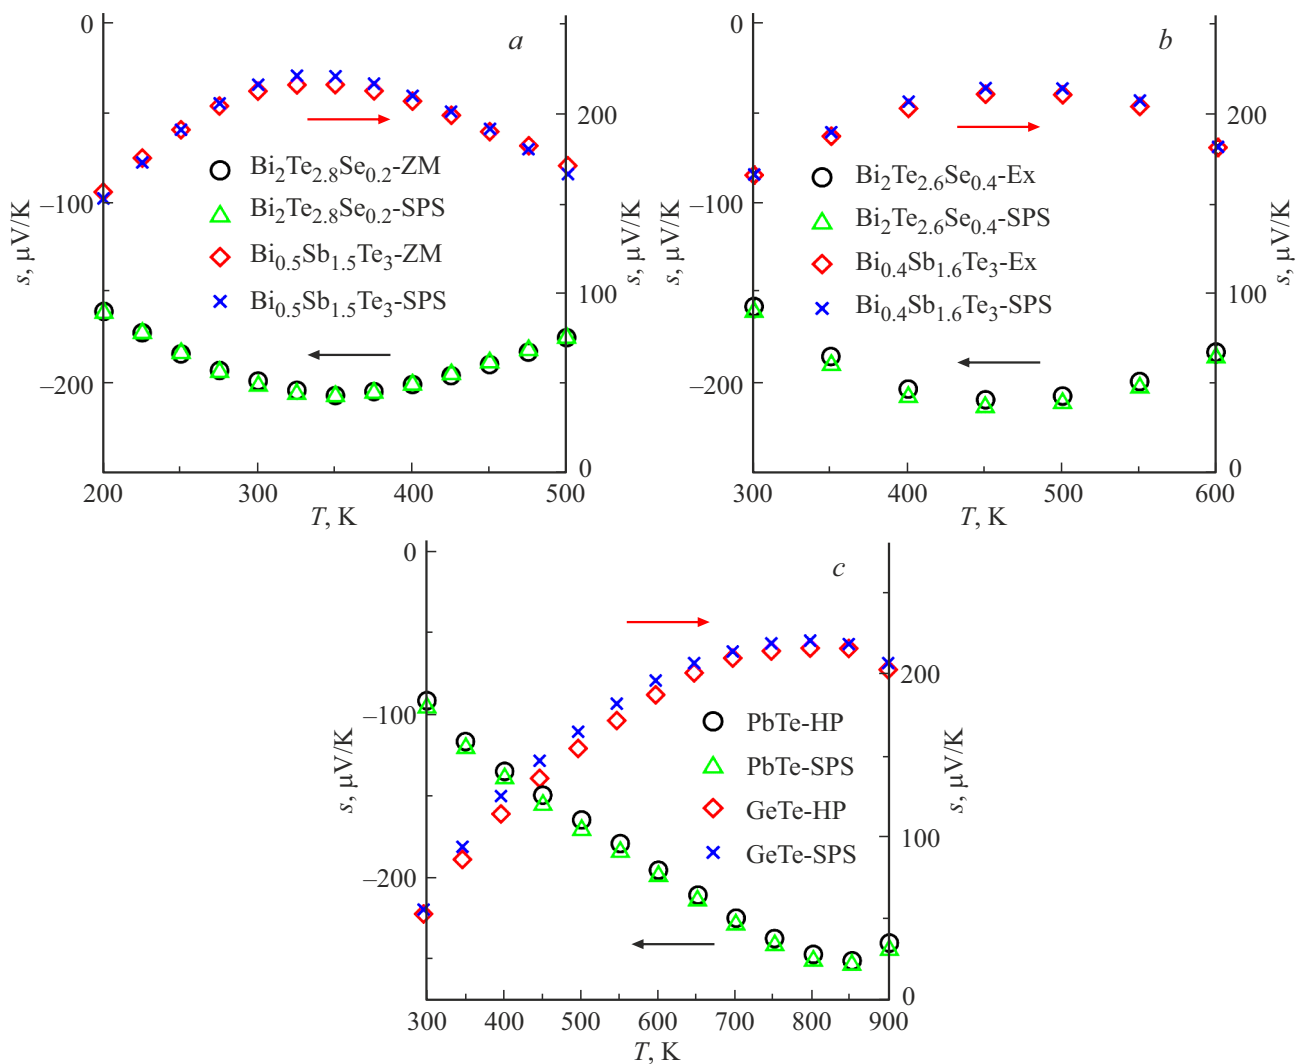 a
0
−100
−200
s, μV/K
200
100
0
s, μV/K
Bi2Te2.8Se0.2-ZM
Bi2Te2.8Se0.2-SPS
Bi0.5Sb1.5Te3-ZM
Bi0.5Sb1.5Te3-SPS
200 300 400 500
T, K
b
0
−100
−200
s, μV/K
200
100
0
s, μV/K
Bi2Te2.6Se0.4-Ex
Bi2Te2.6Se0.4-SPS
Bi0.4Sb1.6Te3-Ex
Bi0.4Sb1.6Te3-SPS
300 400 500 600
T, K
c
0
−100
−200
s, μV/K
200
100
0
s, μV/K
PbTe-HP
PbTe-SPS
GeTe-HP
GeTe-SPS
300 400 500 600 700 800 900
T, K